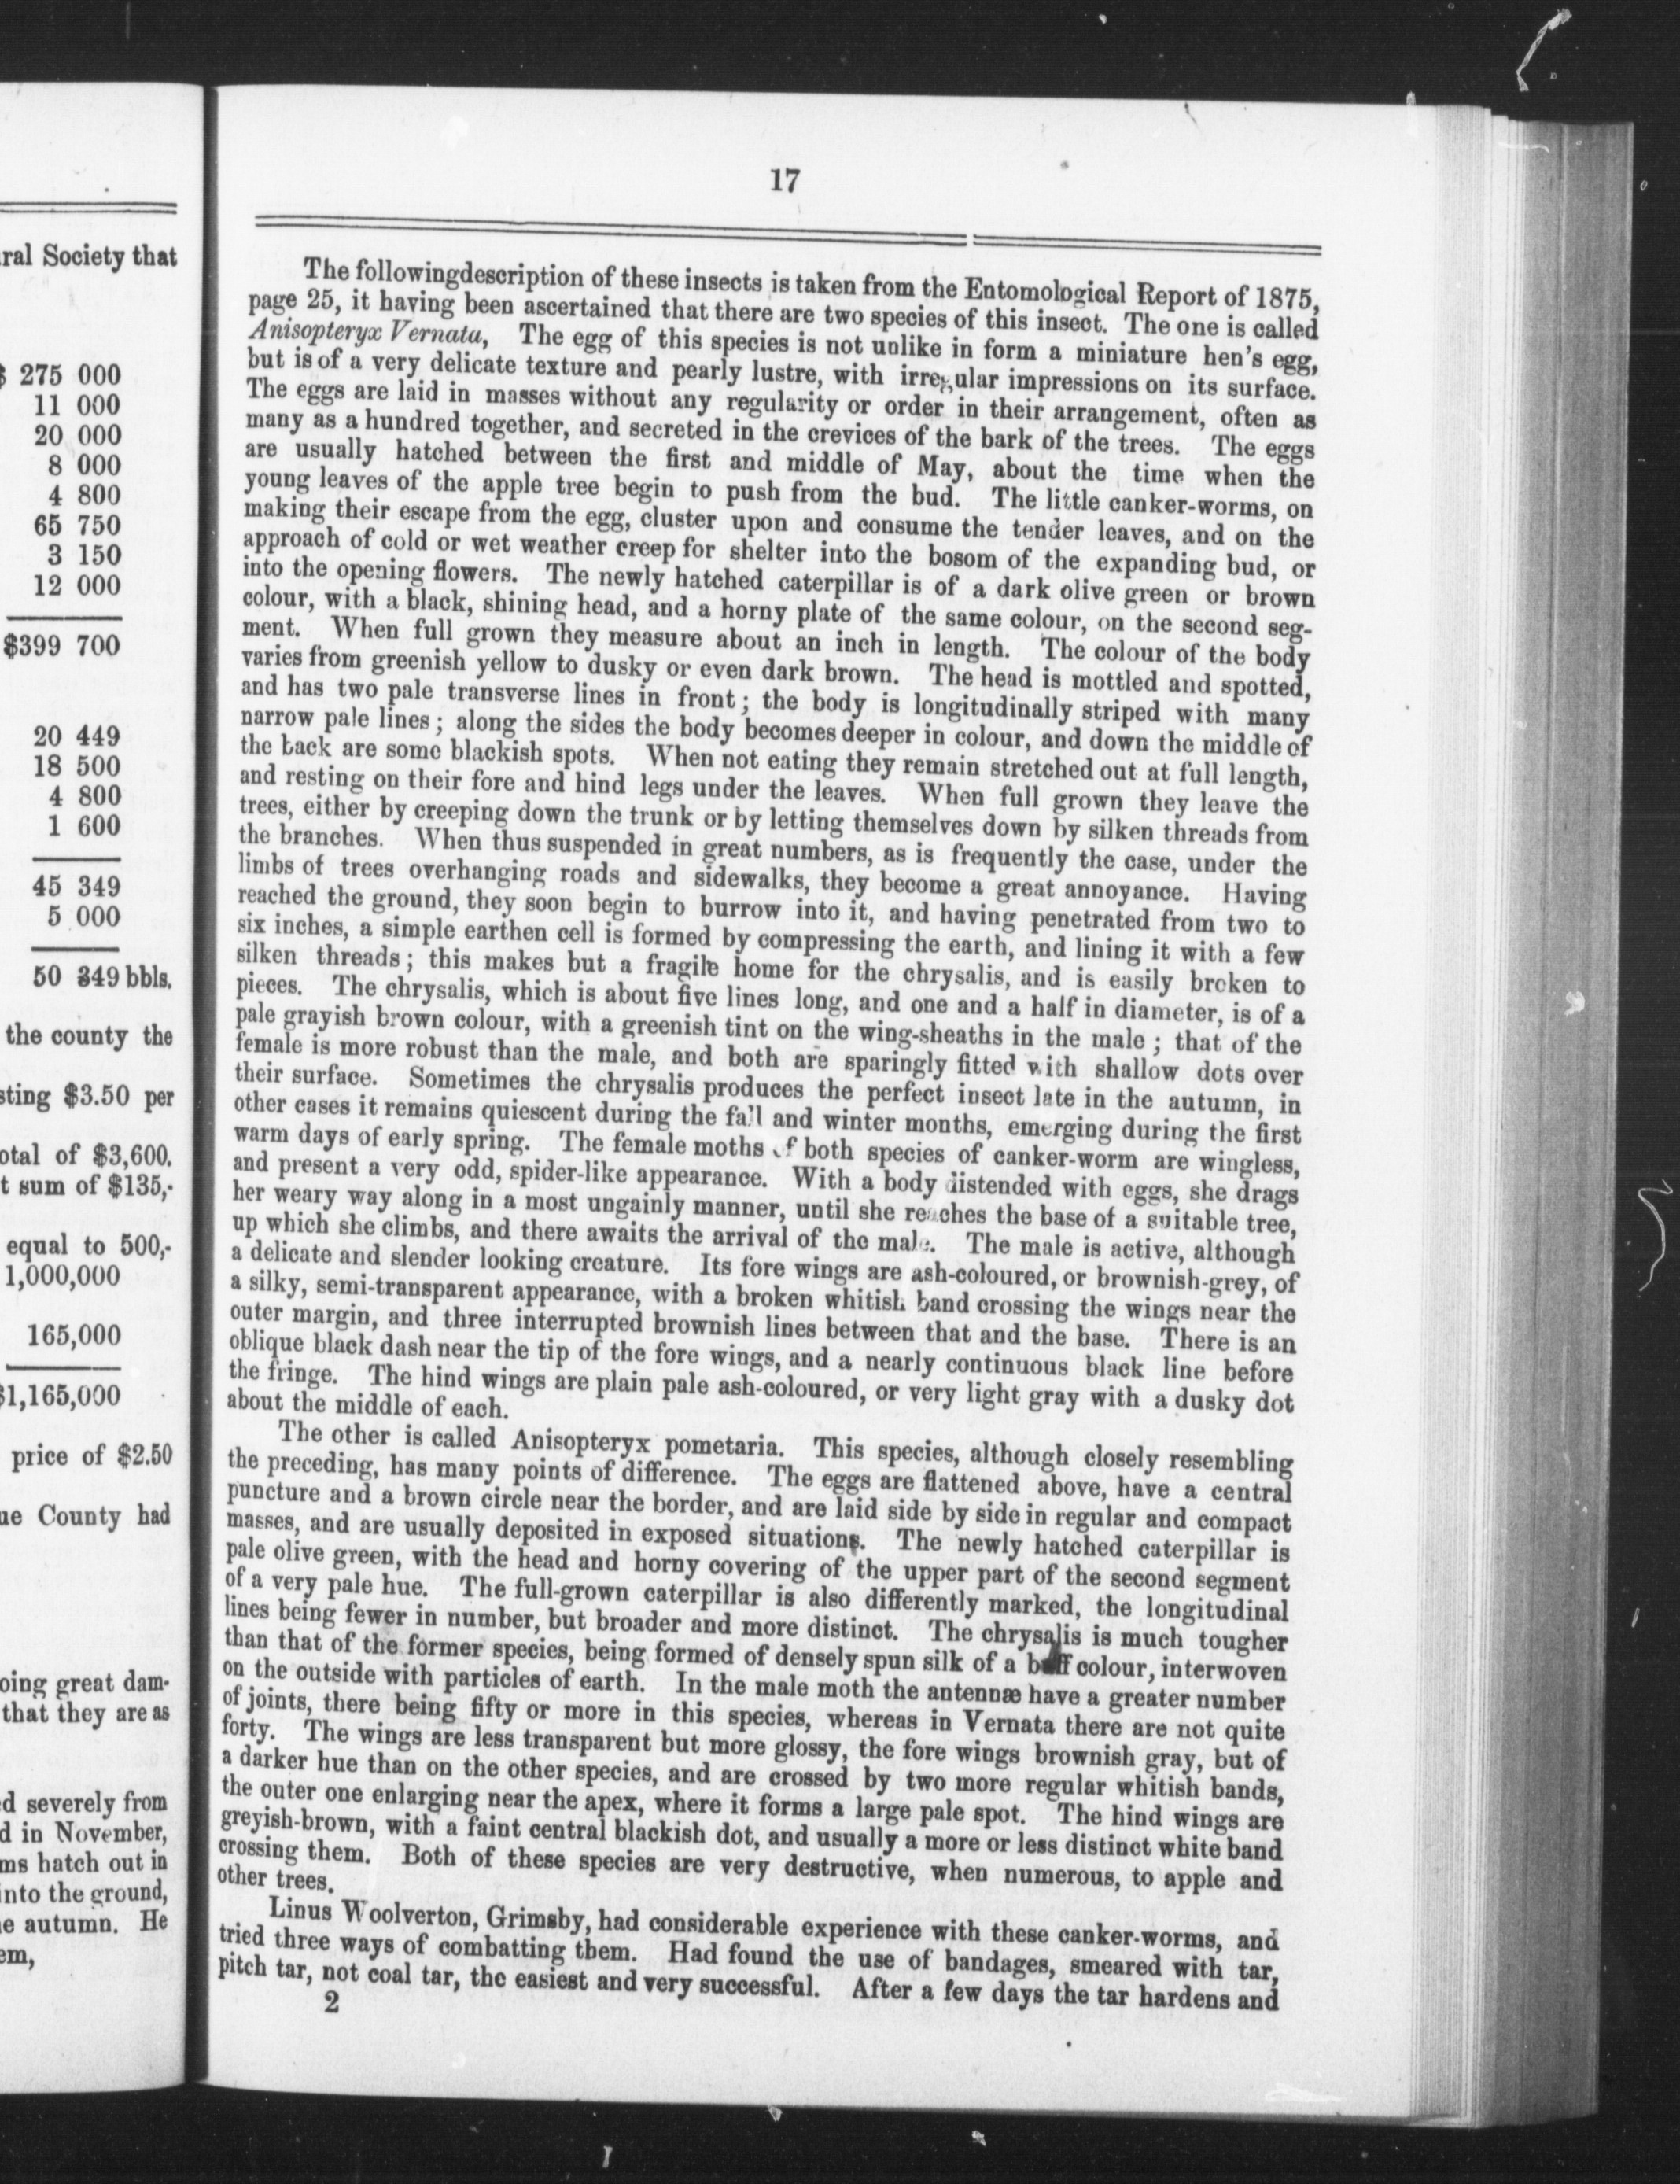 ral Society that
$ 275 000
11 000
20 000
8 000
4 800
65 750
3 150
12 000
$399 700
20 449
18 500
4 800
1 600
45 349
5 000
50 349 bbls.
the county the
sting $3.50 per
otal of $3,600.
t sum of $135,-
equal to 500,-
1,000,000
165,000
$1,165,000
price of $2.50
ue County had
oing great dam-
that they are as
d severely from
d in November,
ms hatch out in
into the ground,
e autumn. He
em,
17
The followingdescription of these insects is taken from the Entomological Report of 1875,
page 25, it having been ascertained that there are two species of this insect. The one is called
Anisopteryx Vernata, The egg of this species is not unlike in form a miniature hen's egg,
but is of a very delicate texture and pearly lustre, with irregular impressions on its surface.
The eggs are laid in masses without any regularity or order in their arrangement, often as
many as a hundred together, and secreted in the crevices of the bark of the trees. The eggs
are usually hatched between the first and middle of May, about the time when the
young leaves of the apple tree begin to push from the bud. The little canker-worms, on
making their escape from the egg, cluster upon and consume the tender leaves, and on the
approach of cold or wet weather creep for shelter into the bosom of the expanding bud, or
into the opening flowers. The newly hatched caterpillar is of a dark olive green or brown
colour, with a black, shining head, and a horny plate of the same colour, on the second seg-
ment. When full grown they measure about an inch in length. The colour of the body
varies from greenish yellow to dusky or even dark brown. The head is mottled and spotted,
and has two pale transverse lines in front; the body is longitudinally striped with many
narrow pale lines; along the sides the body becomes deeper in colour, and down the middle of
the back are some blackish spots. When not eating they remain stretched out at full length,
and resting on their fore and hind legs under the leaves. When full grown they leave the
trees, either by creeping down the trunk or by letting themselves down by silken threads from
the branches. When thus suspended in great numbers, as is frequently the case, under the
limbs of trees overhanging roads and sidewalks, they become a great annoyance. Having
reached the ground, they soon begin to burrow into it, and having penetrated from two to
six inches, a simple earthen cell is formed by compressing the earth, and lining it with a few
silken threads; this makes but a fragile home for the chrysalis, and is easily broken to
pieces. The chrysalis, which is about five lines long, and one and a half in diameter, is of a
pale grayish brown colour, with a greenish tint on the wing-sheaths in the male; that of the
female is more robust than the male, and both are sparingly fitted with shallow dots over
their surface. Sometimes the chrysalis produces the perfect insect late in the autumn, in
other cases it remains quiescent during the fall and winter months, emerging during the first
warm days of early spring. The female moths of both species of canker-worm are wingless,
and present a very odd, spider-like appearance. With a body distended with eggs, she drags
her weary way along in a most ungainly manner, until she reaches the base of a suitable tree,
up which she climbs, and there awaits the arrival of the male. The male is active, although
a delicate and slender looking creature. Its fore wings are ash-coloured, or brownish-grey, of
a silky, semi-transparent appearance, with a broken whitish band crossing the wings near the
outer margin, and three interrupted brownish lines between that and the base. There is an
oblique black dash near the tip of the fore wings, and a nearly continuous black line before
the fringe. The hind wings are plain pale ash-coloured, or very light gray with a dusky dot
about the middle of each.
The other is called Anisopteryx pometaria. This species, although closely resembling
the preceding, has many points of difference. The eggs are flattened above, have a central
puncture and a brown circle near the border, and are laid side by side in regular and compact
masses, and are usually deposited in exposed situations. The newly hatched caterpillar is
pale olive green, with the head and horny covering of the upper part of the second segment
of a very pale hue. The full-grown caterpillar is also differently marked, the longitudinal
lines being fewer in number, but broader and more distinct. The chrysalis is much tougher
than that of the former species, being formed of densely spun silk of a buff colour, interwoven
on the outside with particles of earth. In the male moth the antennæ have a greater number
of joints, there being fifty or more in this species, whereas in Vernata there are not quite
forty. The wings are less transparent but more glossy, the fore wings brownish gray, but of
a darker hue than on the other species, and are crossed by two more regular whitish bands,
the outer one enlarging near the apex, where it forms a large pale spot. The hind wings are
greyish-brown, with a faint central blackish dot, and usually a more or less distinct white band
crossing them. Both of these species are very destructive, when numerous, to apple and
other trees.
Linus Woolverton, Grimsby, had considerable experience with these canker-worms, and
tried three ways of combatting them. Had found the use of bandages, smeared with tar,
pitch tar, not coal tar, the easiest and very successful. After a few days the tar hardens and
2